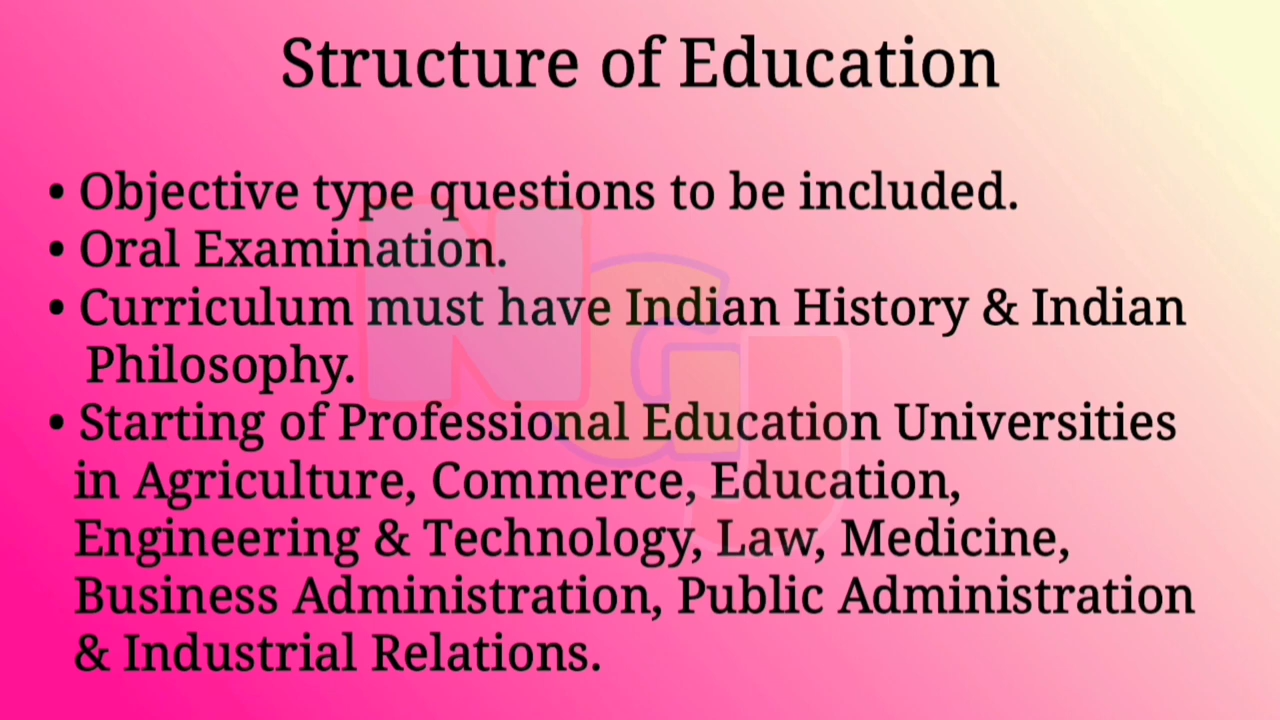 Structure of Education
• Objective type questions to be included.
• Oral Examination.
• Curriculum must have Indian History & Indian
Philosophy.
• Starting of Professional Education Universities
in Agriculture, Commerce, Education,
Engineering & Technology, Law, Medicine,
Business Administration, Public Administration
& Industrial Relations.
NGJ